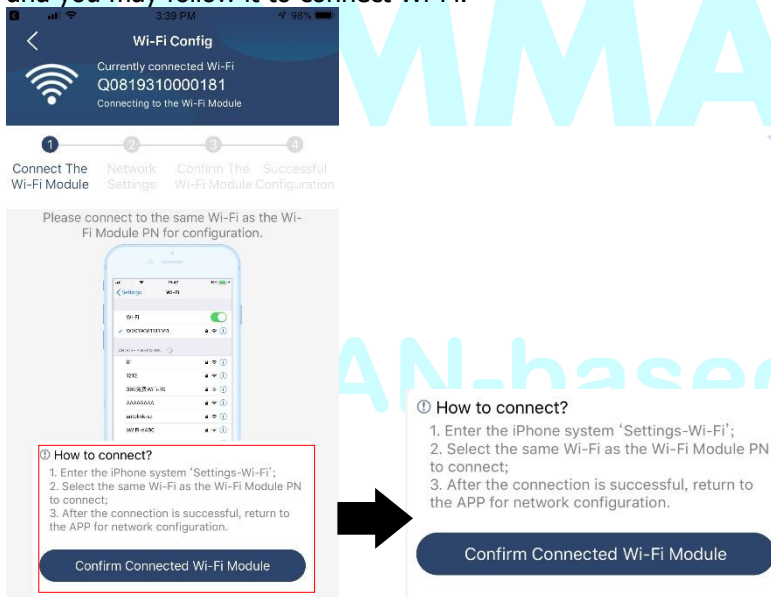 and you may follow it to connect Wi-Fi.
3:39 PM
98%
Wi-Fi Config
Currently connected Wi-Fi
Q0819310000181
Connecting to the Wi-Fi Module
1 2 3 4
Connect The Network Confirm The Successful
Wi-Fi Module Settings Wi-Fi Module Configuration
Please connect to the same Wi-Fi as the Wi-
Fi Module PN for configuration.
Settings Wi-Fi
Wi-Fi
1212
AAAAAAAA
How to connect?
1. Enter the iPhone system ‘Settings-Wi-Fi’;
2. Select the same Wi-Fi as the Wi-Fi Module PN
to connect;
3. After the connection is successful, return to
the APP for network configuration.
Confirm Connected Wi-Fi Module
How to connect?
1. Enter the iPhone system ‘Settings-Wi-Fi’;
2. Select the same Wi-Fi as the Wi-Fi Module PN
to connect;
3. After the connection is successful, return to
the APP for network configuration.
Confirm Connected Wi-Fi Module
MMA
AN-based